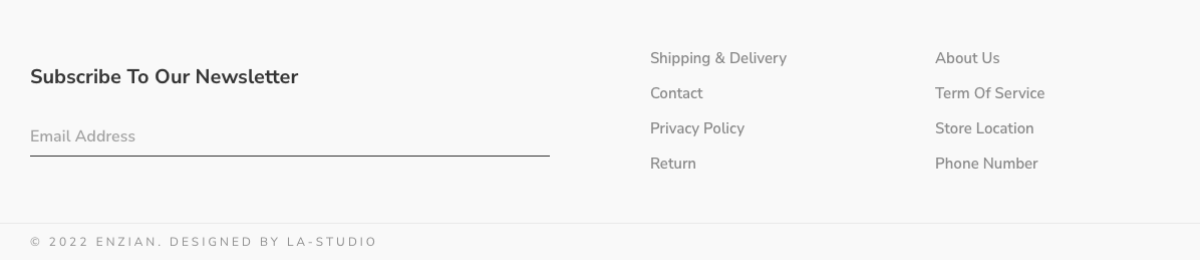 Subscribe To Our Newsletter
Email Address
Shipping & Delivery
Contact
Privacy Policy
Return
About Us
Term Of Service
Store Location
Phone Number
© 2022 ENZIAN. DESIGNED BY LA-STUDIO